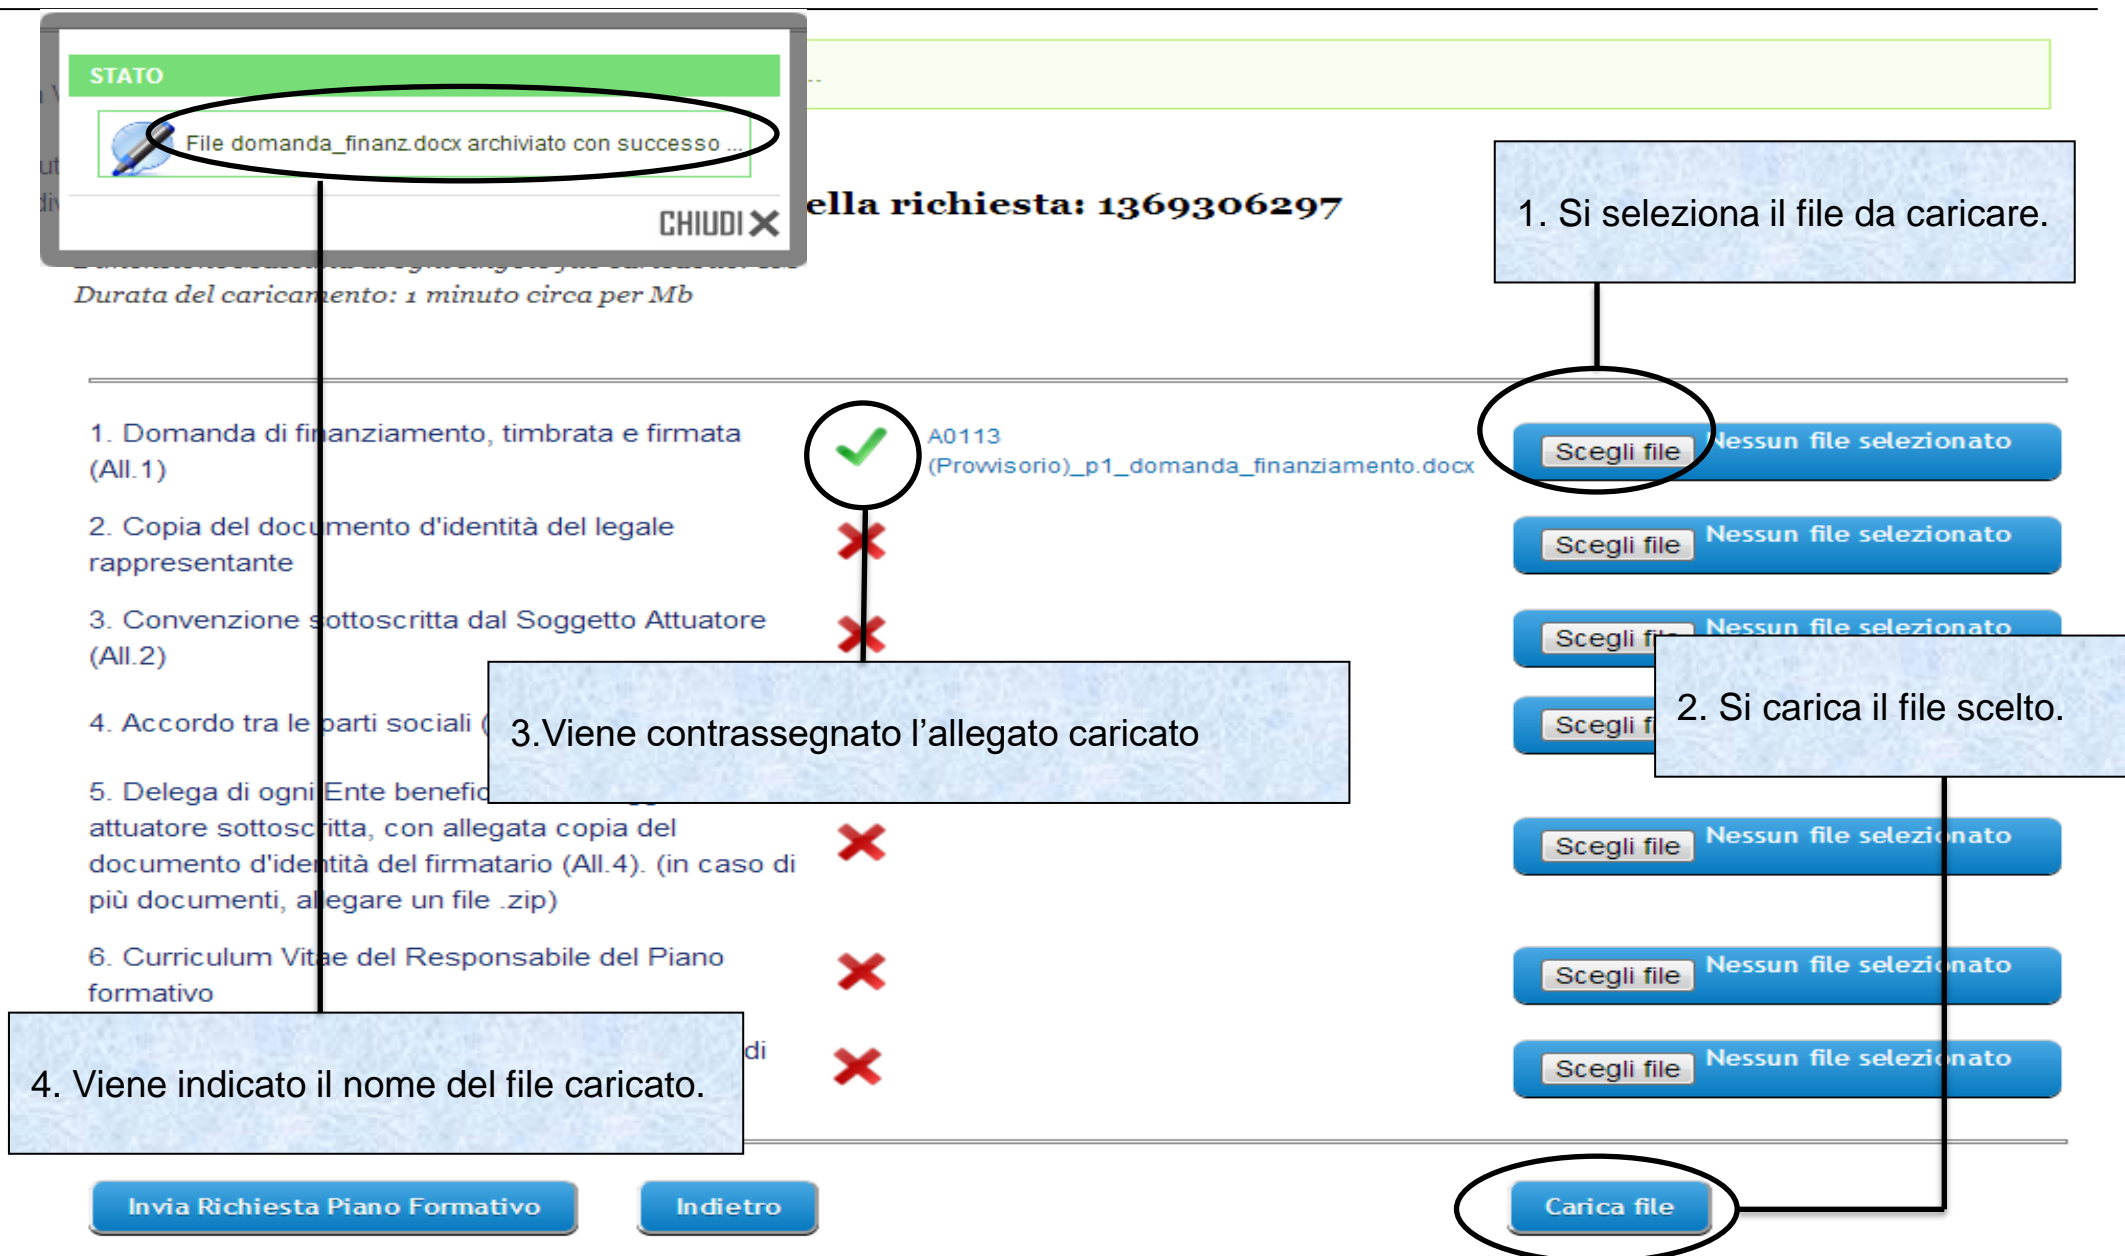 STATO
File domanda_finanz.docx archiviato con successo ...
CHIUDI
...
ella richiesta: 1369306297
Durata del caricamento: 1 minuto circa per Mb
1. Si seleziona il file da caricare.
1. Domanda di finanziamento, timbrata e firmata
(All.1)
A0113
(Provvisorio)_p1_domanda_finanziamento.docx
Scegli file Nessun file selezionato
2. Copia del documento d'identità del legale
rappresentante
Scegli file Nessun file selezionato
3. Convenzione sottoscritta dal Soggetto Attuatore
(All.2)
Scegli file Nessun file selezionato
2. Si carica il file scelto.
4. Accordo tra le parti sociali (
Scegli f
3.Viene contrassegnato l’allegato caricato
5. Delega di ogni Ente benefic
attuatore sottoscritta, con allegata copia del
documento d'identità del firmatario (All.4). (in caso di
più documenti, allegare un file .zip)
Scegli file Nessun file selezionato
6. Curriculum Vitae del Responsabile del Piano
formativo
Scegli file Nessun file selezionato
di
Scegli file Nessun file selezionato
4. Viene indicato il nome del file caricato.
Invia Richiesta Piano Formativo
Indietro
Carica file